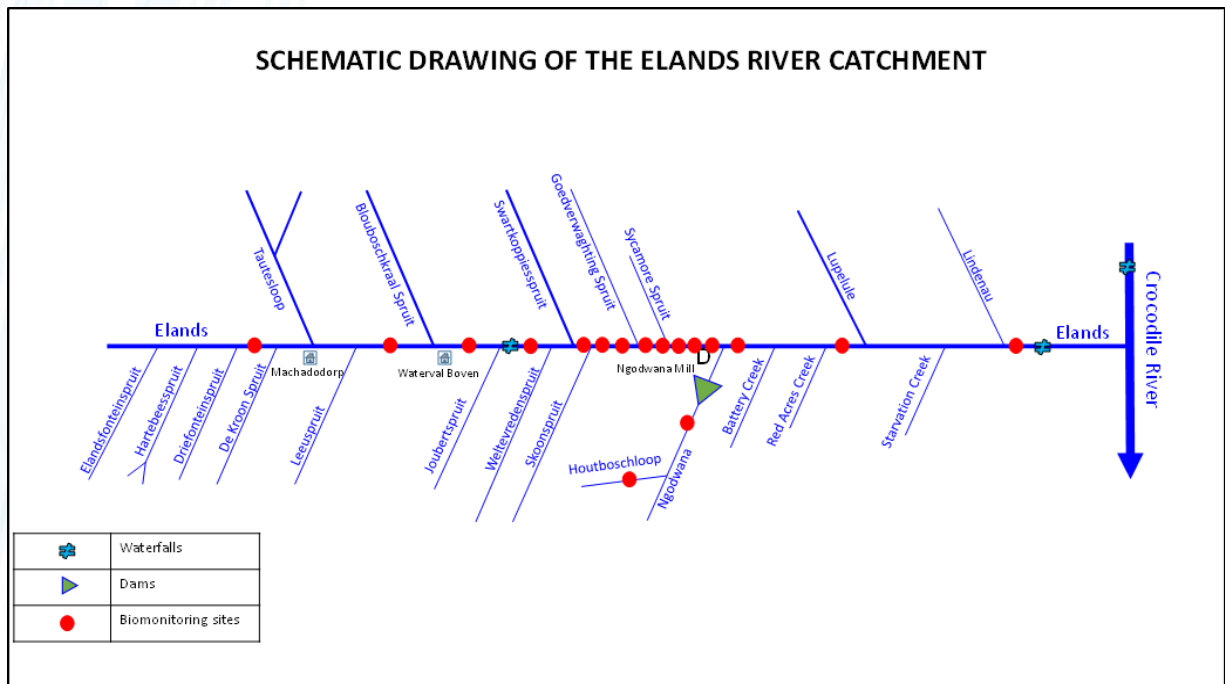 SCHEMATIC DRAWING OF THE ELANDS RIVER CATCHMENT
Tautesloop
Blouboschkraal Spruit
Swartkoppiesspruit
Goedverwaghting Spruit
Sycamore Spruit
Lupelule
Lindenau
Crocodile River
Elands
Elands
Machadodorp
Waterval Boven
Ngodwana Mill
D
Elandsfonteinspruit
Hartebeesspruit
Driefonteinspruit
De Kroon Spruit
Leeuspruit
Joubertspruit
Weltevredenspruit
Skoonspruit
Houtboschloop
Ngodwana
Battery Creek
Red Acres Creek
Starvation Creek
Waterfalls
Dams
Biomonitoring sites